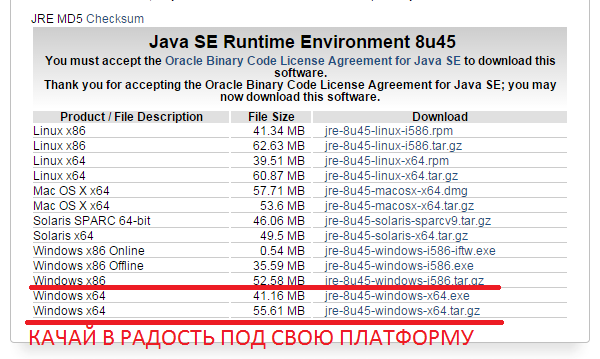 JRE MD5 Checksum
Java SE Runtime Environment 8u45
You must accept the Oracle Binary Code License Agreement for Java SE to download this
software.
Thank you for accepting the Oracle Binary Code License Agreement for Java SE; you may
now download this software.
Product / File Description File Size Download
Linux x86 41.34 MB jre-8u45-linux-i586.rpm
Linux x86 62.63 MB jre-8u45-linux-i586.tar.gz
Linux x64 39.51 MB jre-8u45-linux-x64.rpm
Linux x64 60.87 MB jre-8u45-linux-x64.tar.gz
Mac OS X x64 57.71 MB jre-8u45-macosx-x64.dmg
Mac OS X x64 53.6 MB jre-8u45-macosx-x64.tar.gz
Solaris SPARC 64-bit 46.06 MB jre-8u45-solaris-sparcv9.tar.gz
Solaris x64 49.5 MB jre-8u45-solaris-x64.tar.gz
Windows x86 Online 0.54 MB jre-8u45-windows-i586-iftw.exe
Windows x86 Offline 35.59 MB jre-8u45-windows-i586.exe
Windows x86 52.58 MB jre-8u45-windows-i586.tar.gz
Windows x64 41.16 MB jre-8u45-windows-x64.exe
Windows x64 55.61 MB jre-8u45-windows-x64.tar.gz
КАЧАЙ В РАДОСТЬ ПОД СВОЮ ПЛАТФОРМУ